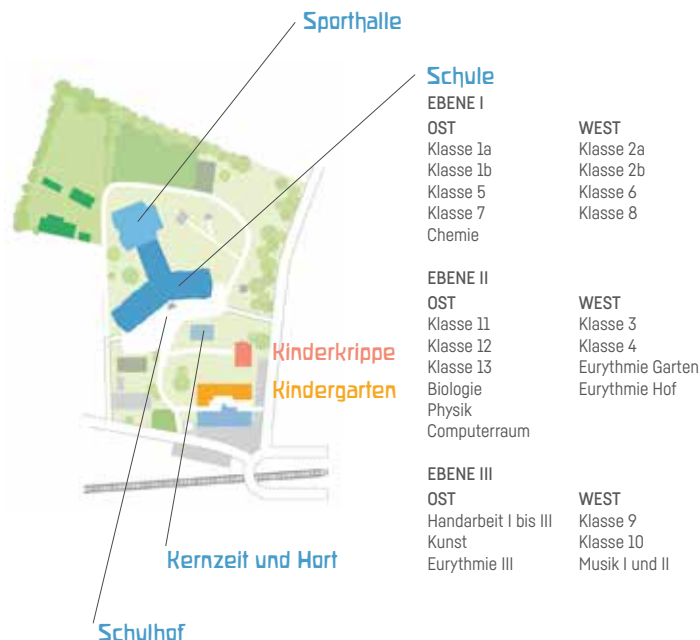 Sporthalle
Schule
EBENE I
OST WEST
Klasse 1a Klasse 2a
Klasse 1b Klasse 2b
Klasse 5 Klasse 6
Klasse 7 Klasse 8
Chemie
EBENE II
OST WEST
Klasse 11 Klasse 3
Klasse 12 Klasse 4
Klasse 13 Eurythmie Garten
Biologie Eurythmie Hof
Physik
Computerraum
Kinderkrippe
Kindergarten
EBENE III
OST WEST
Handarbeit I bis III Klasse 9
Kunst Klasse 10
Eurythmie III Musik I und II
Kernzeit und Hort
Schulhof